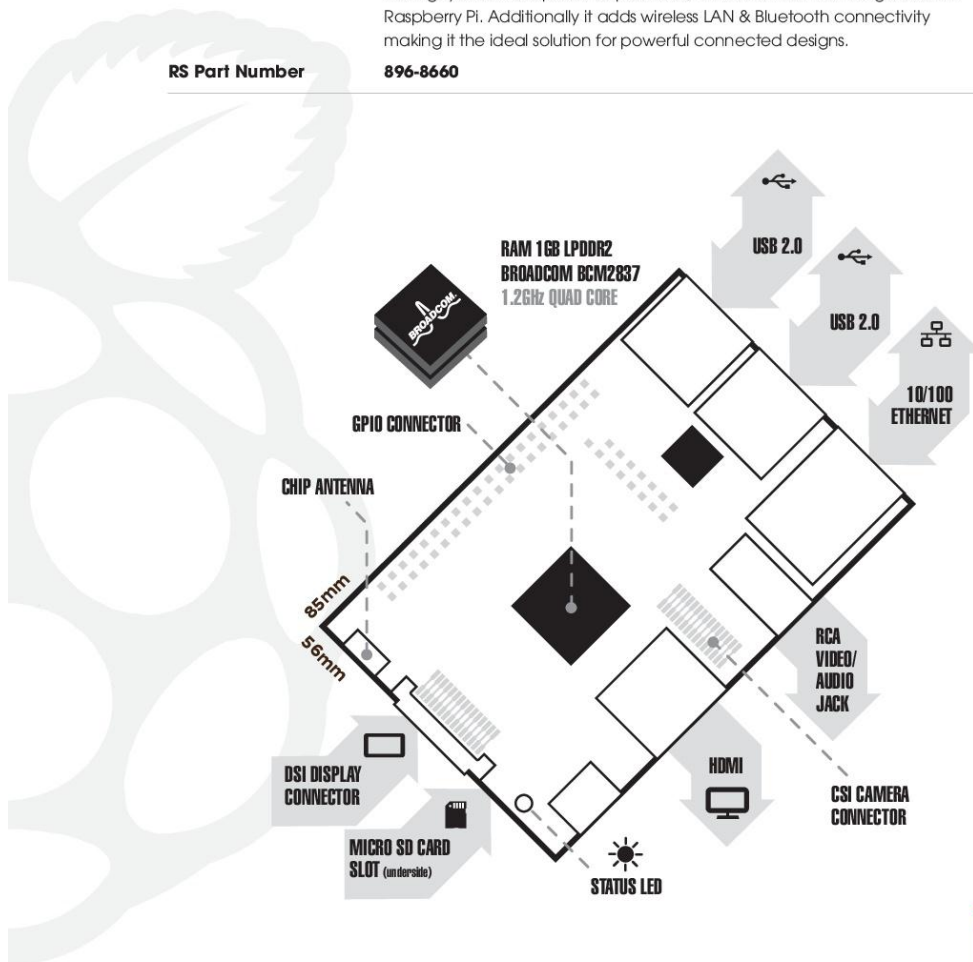 Raspberry Pi. Additionally it adds wireless LAN & Bluetooth connectivity
making it the ideal solution for powerful connected designs.
RS Part Number 896-8660
USB 2.0
RAM 1GB LPDDR2
BROADCOM BCM2837
1.2GHz QUAD CORE
BROADCOM.
USB 2.0
10/100
ETHERNET
GPIO CONNECTOR
CHIP ANTENNA
85mm
56mm
RCA
VIDEO/
AUDIO
JACK
DSI DISPLAY
CONNECTOR
HDMI
CSI CAMERA
CONNECTOR
MICRO SD CARD
SLOT (underside)
STATUS LED